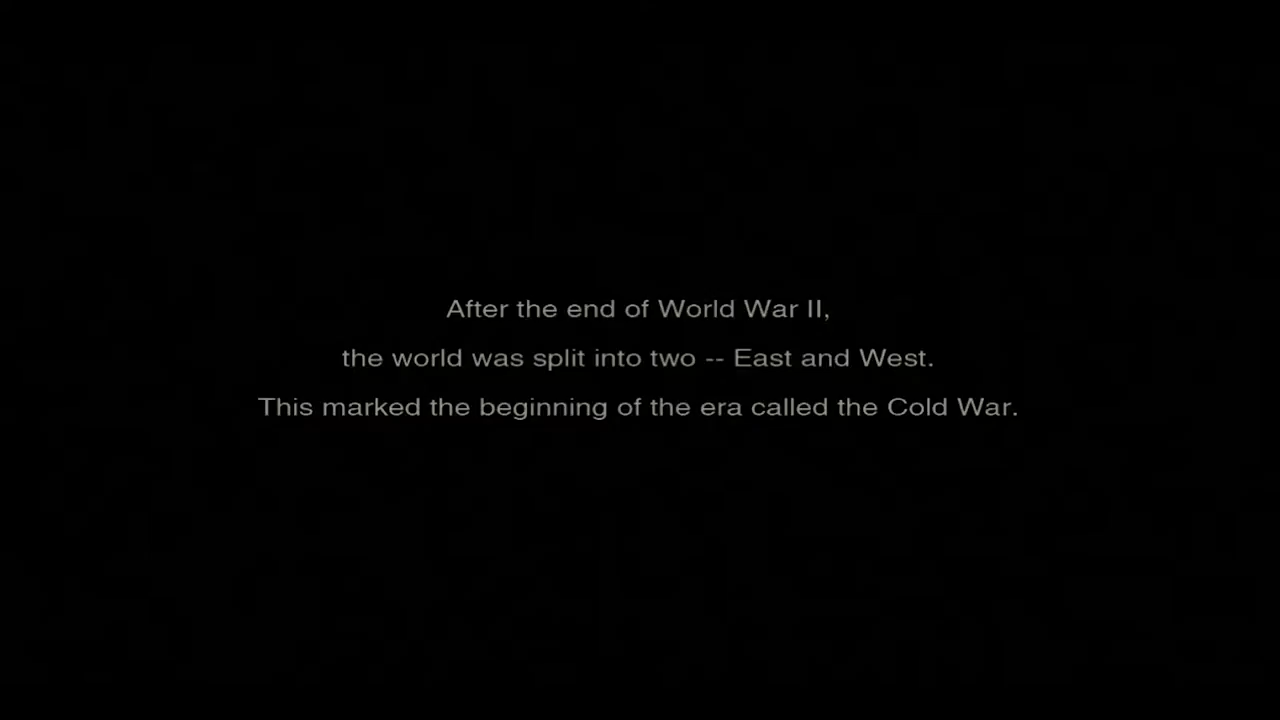 After the end of World War II,
the world was split into two -- East and West.
This marked the beginning of the era called the Cold War.